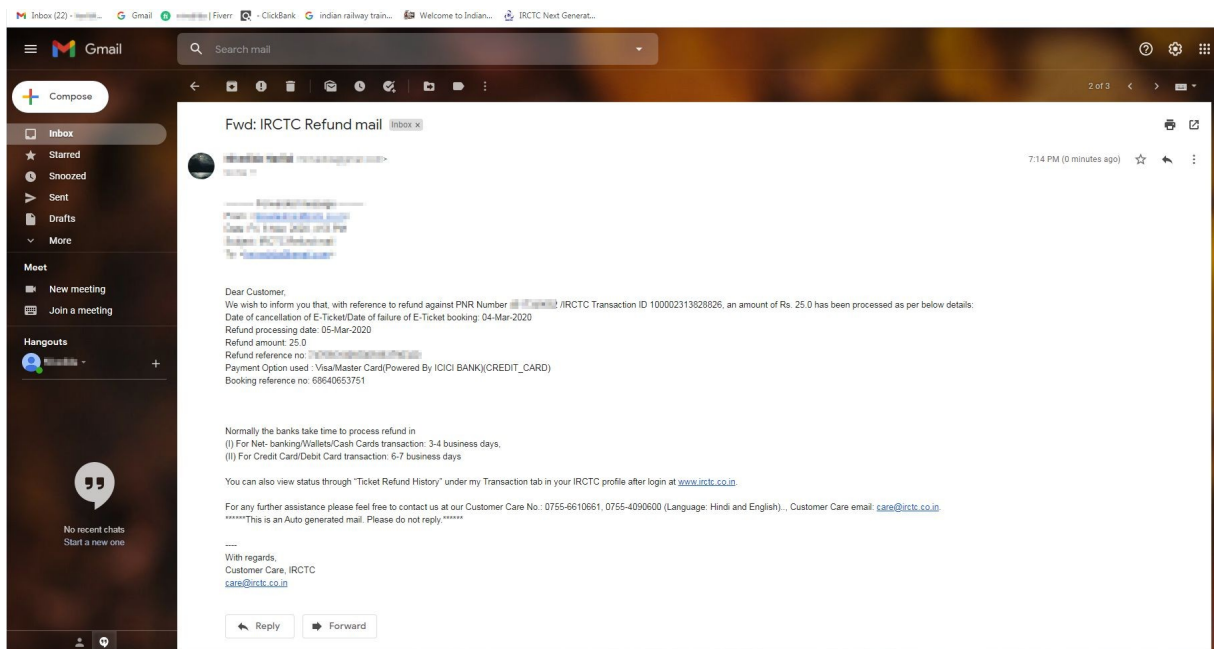 Inbox (22) -
Gmail
| Fiverr
- ClickBank
indian railway train...
Welcome to Indian...
IRCTC Next Generat...
Gmail
Search mail
Compose
2 of 3
Inbox
Starred
Snoozed
Sent
Drafts
More
Meet
New meeting
Join a meeting
Hangouts
No recent chats
Start a new one
Fwd: IRCTC Refund mail Inbox x
7:14 PM (0 minutes ago)
Dear Customer,
We wish to inform you that, with reference to refund against PNR Number /IRCTC Transaction ID 100002313828826, an amount of Rs. 25.0 has been processed as per below details:
Date of cancellation of E-Ticket/Date of failure of E-Ticket booking: 04-Mar-2020
Refund processing date: 05-Mar-2020
Refund amount: 25.0
Refund reference no:
Payment Option used : Visa/Master Card(Powered By ICICI BANK)(CREDIT_CARD)
Booking reference no: 68640653751
Normally the banks take time to process refund in
(I) For Net- banking/Wallets/Cash Cards transaction: 3-4 business days,
(II) For Credit Card/Debit Card transaction: 6-7 business days
You can also view status through "Ticket Refund History" under my Transaction tab in your IRCTC profile after login at www.irctc.co.in.
For any further assistance please feel free to contact us at our Customer Care No.: 0755-6610661, 0755-4090600 (Language: Hindi and English).., Customer Care email: care@irctc.co.in.
******This is an Auto generated mail. Please do not reply.******
----
With regards,
Customer Care, IRCTC
care@irctc.co.in
Reply
Forward